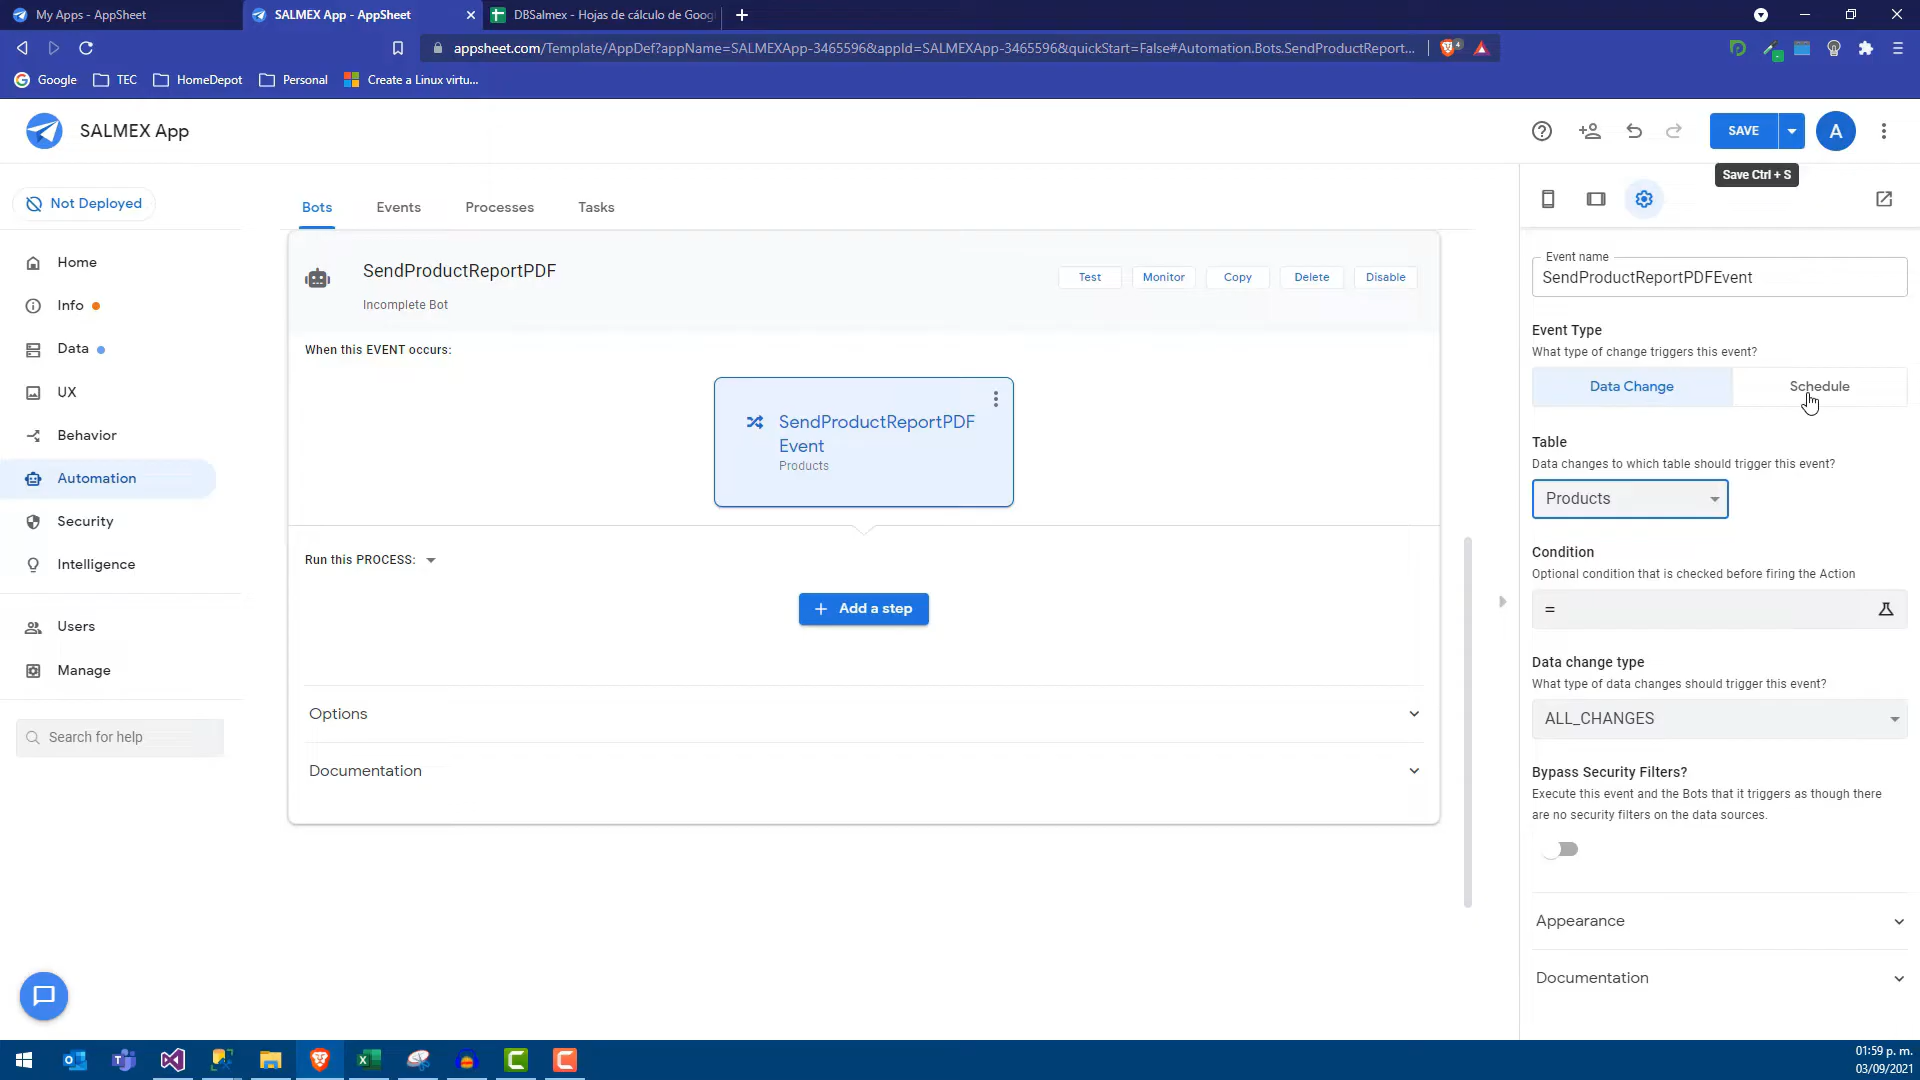 My Apps - AppSheet
SALMEX App - AppSheet
DBSalmex - Hojas de cálculo de Goog
appsheet.com/Template/AppDef?appName=SALMEXApp-3465596&appId=SALMEXApp-3465596&quickStart=False#Automation.Bots.SendProductReport...
4
Google
TEC
HomeDepot
Personal
Create a Linux virtu...
SALMEX App
SAVE
A
Save Ctrl + S
Not Deployed
Home
Info
Data
UX
Behavior
Automation
Security
Intelligence
Users
Manage
Search for help
Bots
Events
Processes
Tasks
SendProductReportPDF
Incomplete Bot
Test
Monitor
Copy
Delete
Disable
When this EVENT occurs:
SendProductReportPDF
Event
Products
Run this PROCESS:
+ Add a step
Options
Documentation
Event name
SendProductReportPDFEvent
Event Type
What type of change triggers this event?
Data Change
Schedule
Table
Data changes to which table should trigger this event?
Products
Condition
Optional condition that is checked before firing the Action
=
Data change type
What type of data changes should trigger this event?
ALL_CHANGES
Bypass Security Filters?
Execute this event and the Bots that it triggers as though there
are no security filters on the data sources.
Appearance
Documentation
01:59 p. m.
03/09/2021